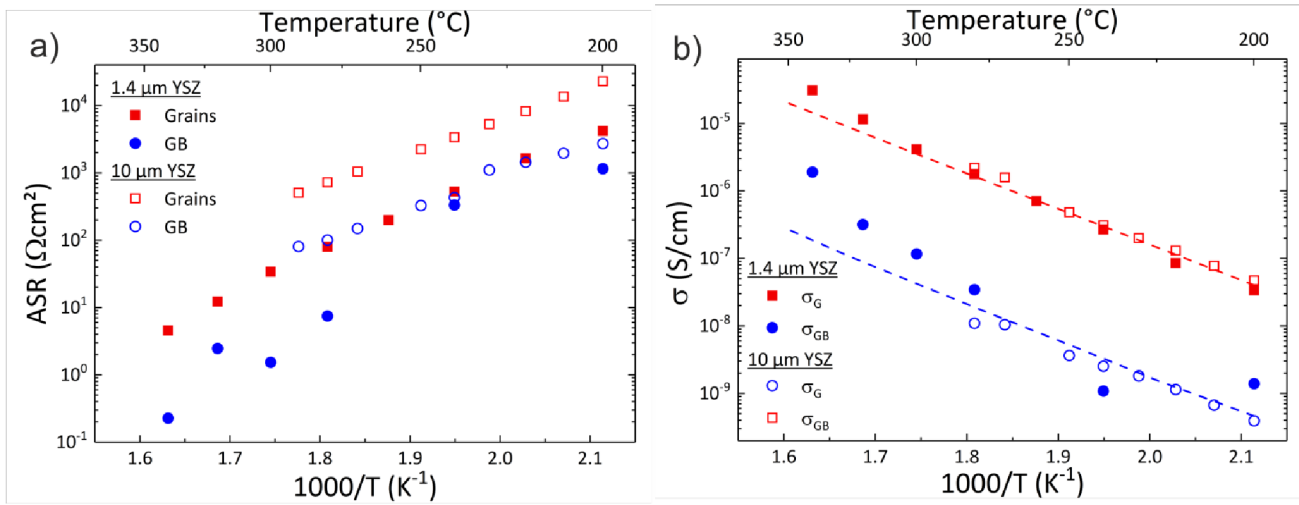 a)
Temperature (°C)
350 300 250 200
ASR (Ωcm²)
10⁴
10³
10²
10¹
10⁰
10⁻¹
1.4 µm YSZ
Grains
GB
10 µm YSZ
Grains
GB
1.6 1.7 1.8 1.9 2.0 2.1
1000/T (K⁻¹)
b)
Temperature (°C)
350 300 250 200
σ (S/cm)
10⁻⁵
10⁻⁶
10⁻⁷
10⁻⁸
10⁻⁹
1.4 µm YSZ
σG
σGB
10 µm YSZ
σG
σGB
1.6 1.7 1.8 1.9 2.0 2.1
1000/T (K⁻¹)